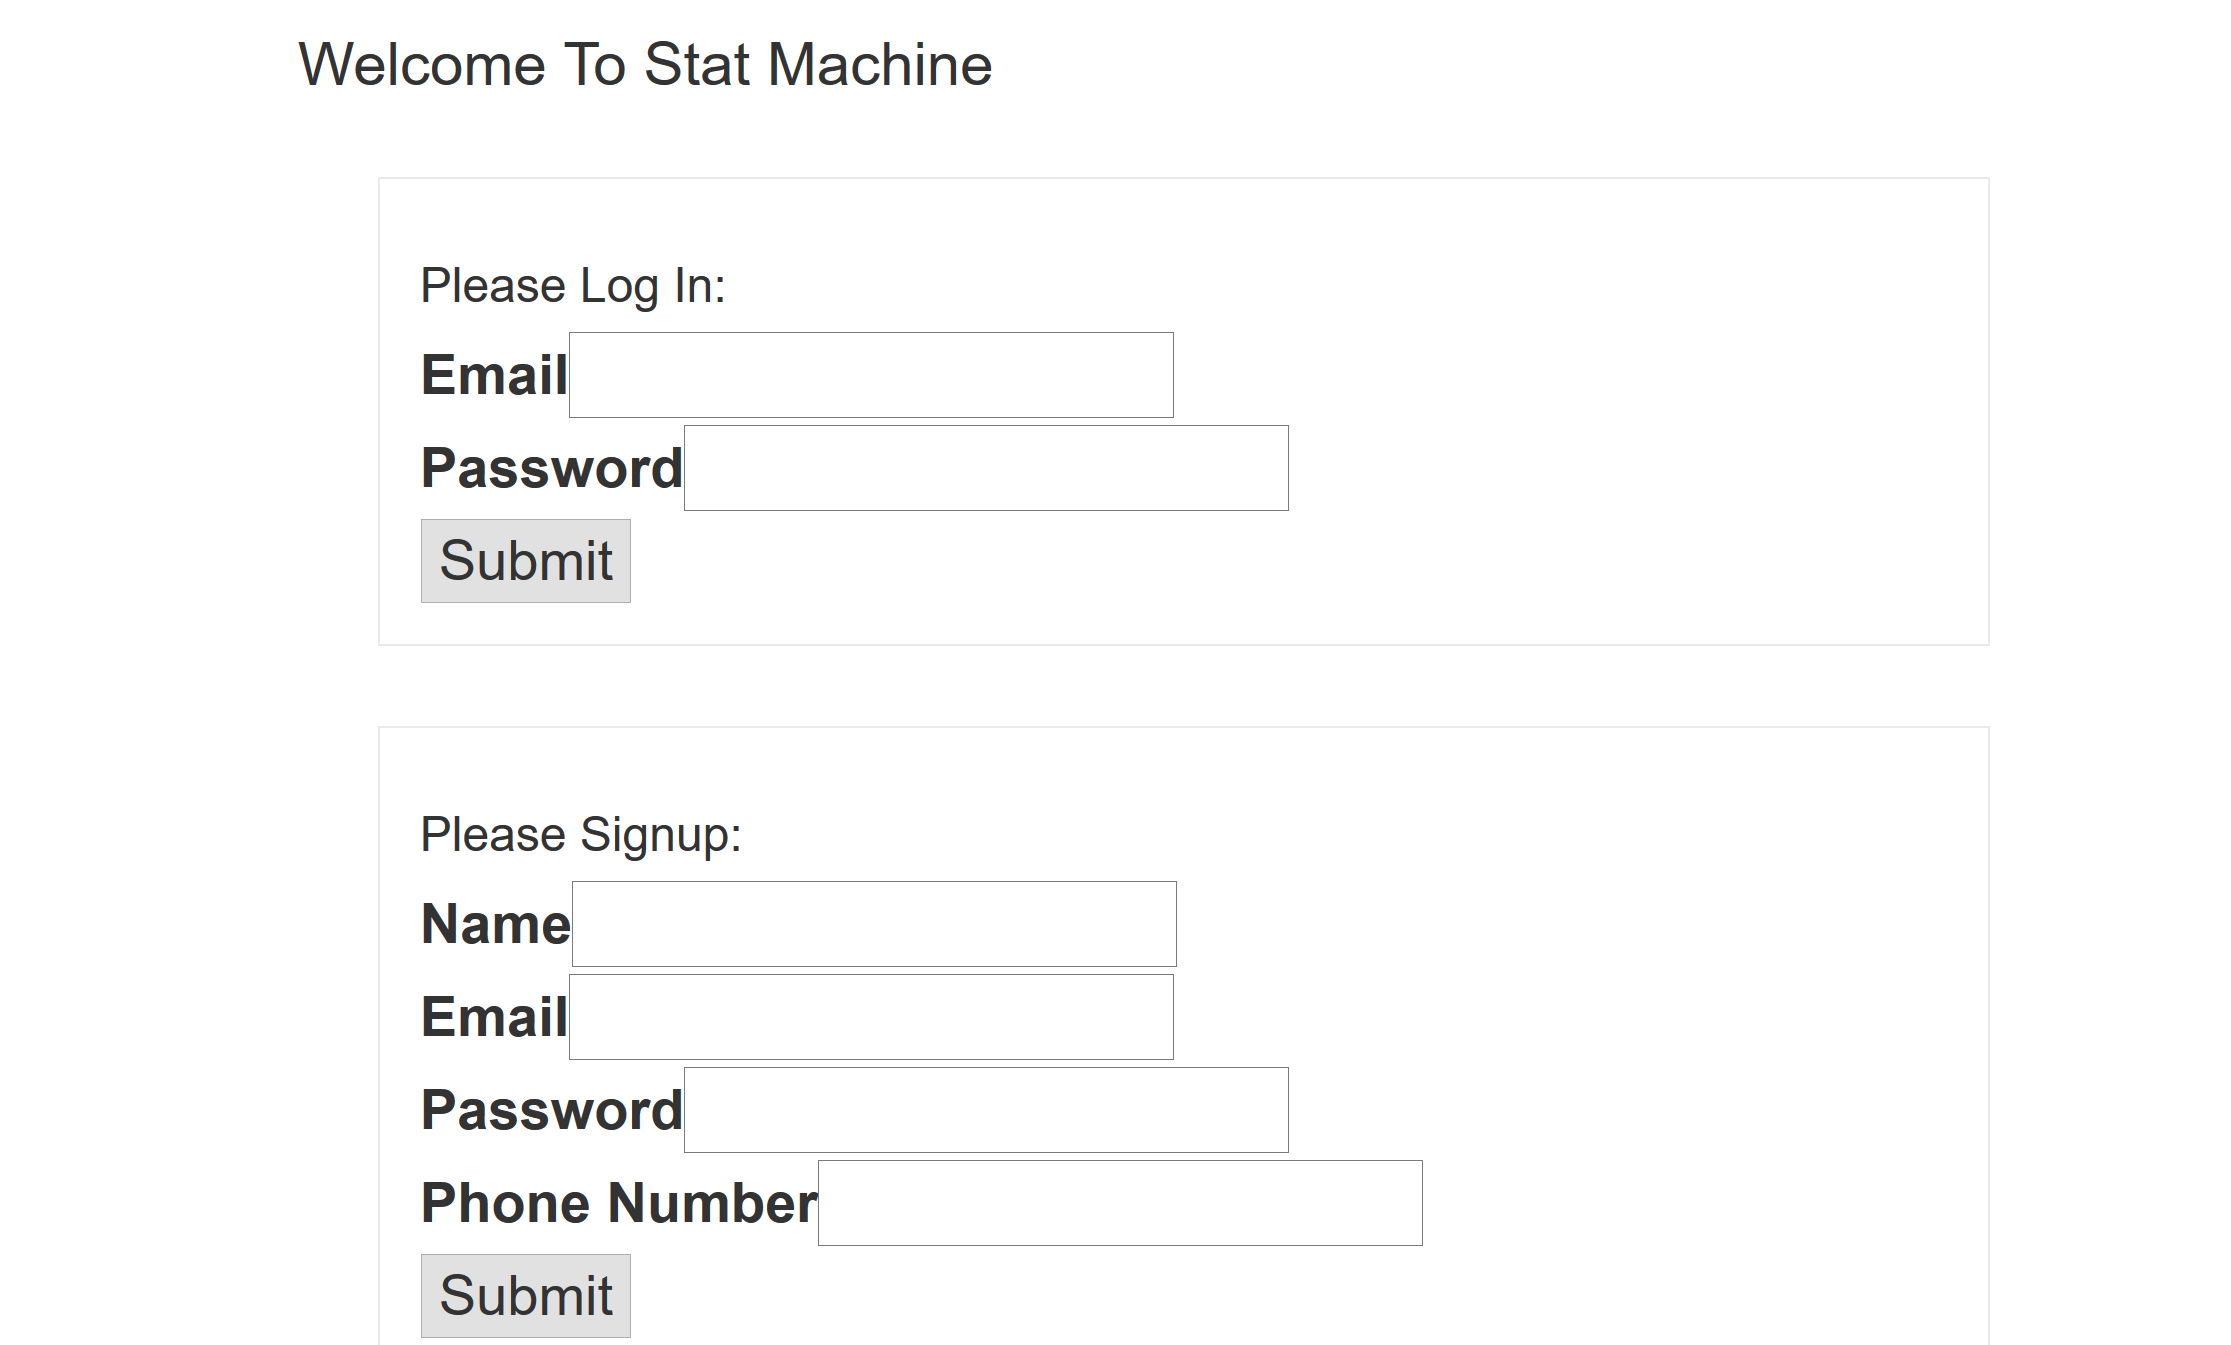 Welcome To Stat Machine
Please Log In:
Email
Password
Submit
Please Signup:
Name
Email
Password
Phone Number
Submit